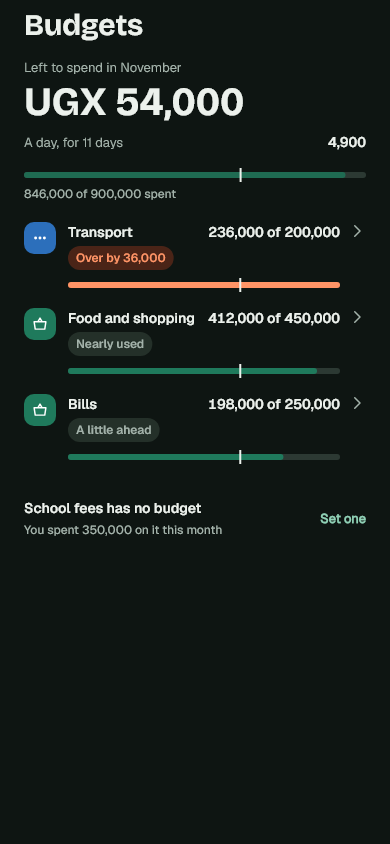 Budgets
Left to spend in November
UGX 54,000
A day, for 11 days 4,900
846,000 of 900,000 spent
Transport 236,000 of 200,000
Over by 36,000
Food and shopping 412,000 of 450,000
Nearly used
Bills 198,000 of 250,000
A little ahead
School fees has no budget
Set one
You spent 350,000 on it this month